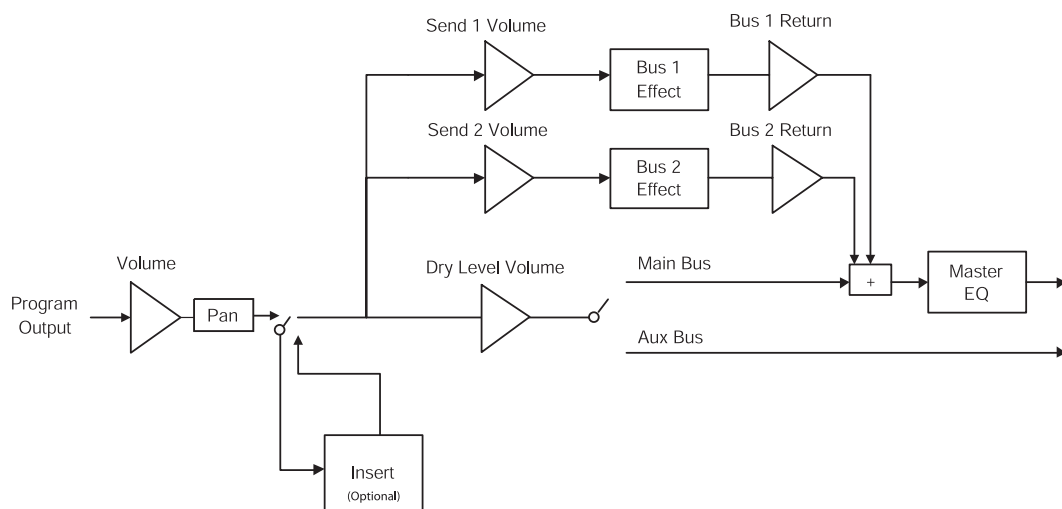 Send 1 Volume
Bus 1 Return
Bus 1
Effect
Send 2 Volume
Bus 2 Return
Bus 2
Effect
Volume
Dry Level Volume
Main Bus
Master
EQ
+
Program
Output
Pan
Aux Bus
Insert
(Optional)